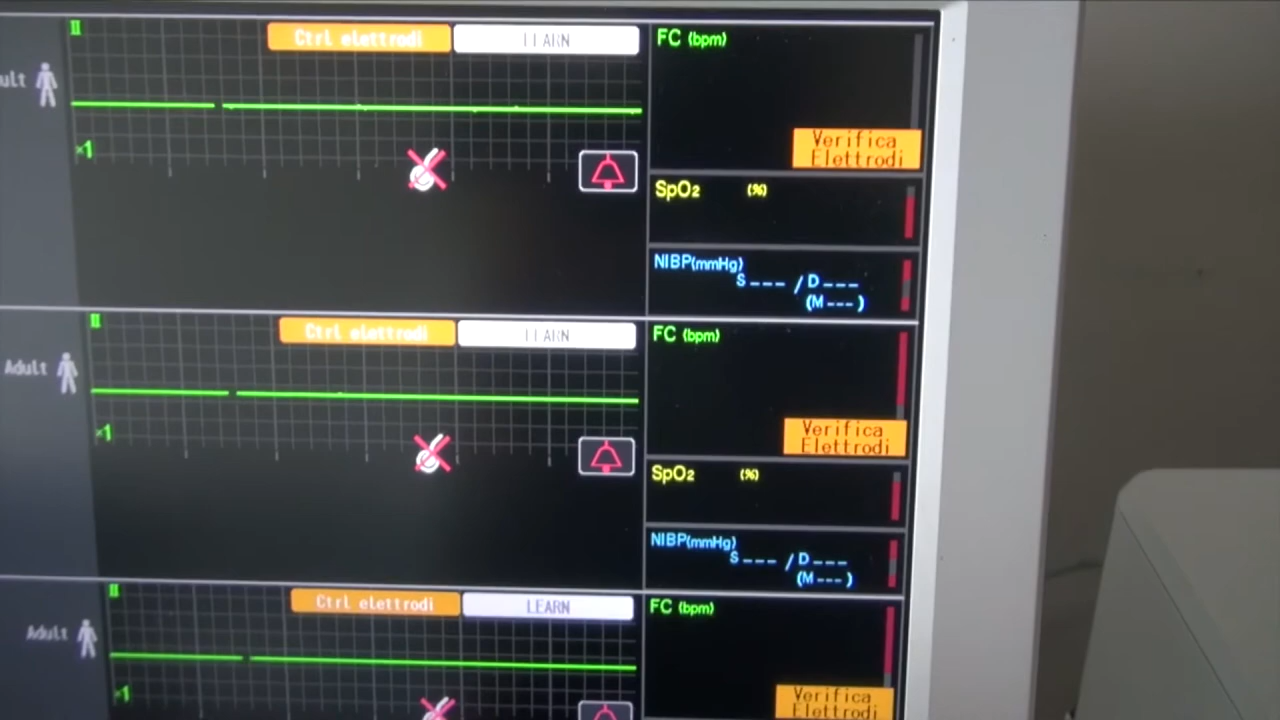 II Ctrl elettrodi LEARN FC (bpm)
ult
x1
Verifica
Elettrodi
SpO2 (%)
NIBP(mmHg)
S--- / D---
(M---)
II Ctrl elettrodi LEARN FC (bpm)
Adult
x1
Verifica
Elettrodi
SpO2 (%)
NIBP(mmHg)
S--- / D---
(M---)
II Ctrl elettrodi LEARN FC (bpm)
Adult
x1
Verifica
Elettrodi